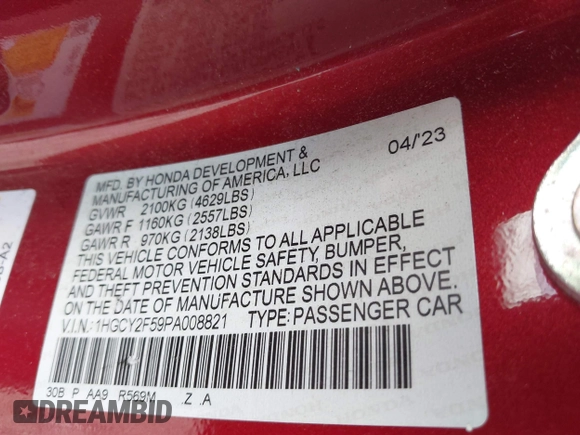 MFD. BY HONDA DEVELOPMENT & 04/'23
MANUFACTURING OF AMERICA, LLC
GVWR 2100KG (4629LBS)
GAWR F 1160KG (2557LBS)
GAWR R 970KG (2138LBS)
THIS VEHICLE CONFORMS TO ALL APPLICABLE
FEDERAL MOTOR VEHICLE SAFETY, BUMPER,
AND THEFT PREVENTION STANDARDS IN EFFECT
ON THE DATE OF MANUFACTURE SHOWN ABOVE.
V.I.N.: 1HGCY2F59PA008821 TYPE: PASSENGER CAR
30B P AA9 R569M .Z .A
DREAMBID